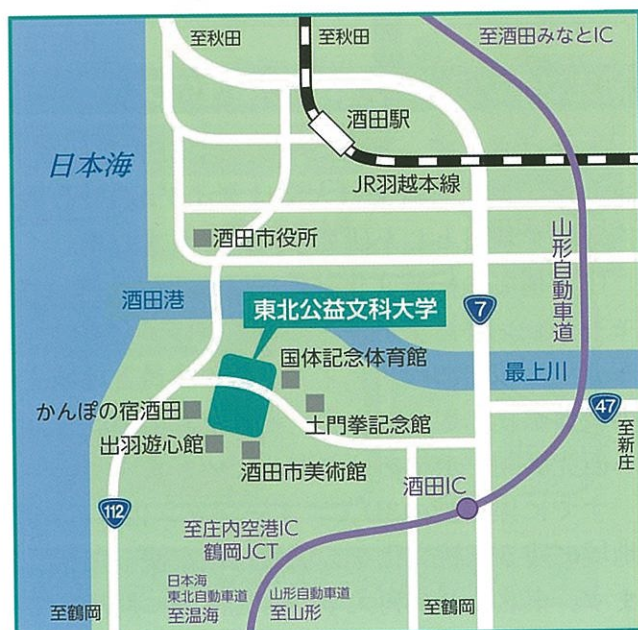 至秋田
至秋田
至酒田みなとIC
酒田駅
日本海
JR羽越本線
山形自動車道
酒田市役所
酒田港
7
東北公益文科大学
国体記念体育館
最上川
47
かんぽの宿酒田
土門拳記念館
至新庄
出羽遊心館
酒田市美術館
酒田IC
112
至庄内空港IC
鶴岡JCT
日本海
東北自動車道
至温海
山形自動車道
至山形
至鶴岡
至鶴岡